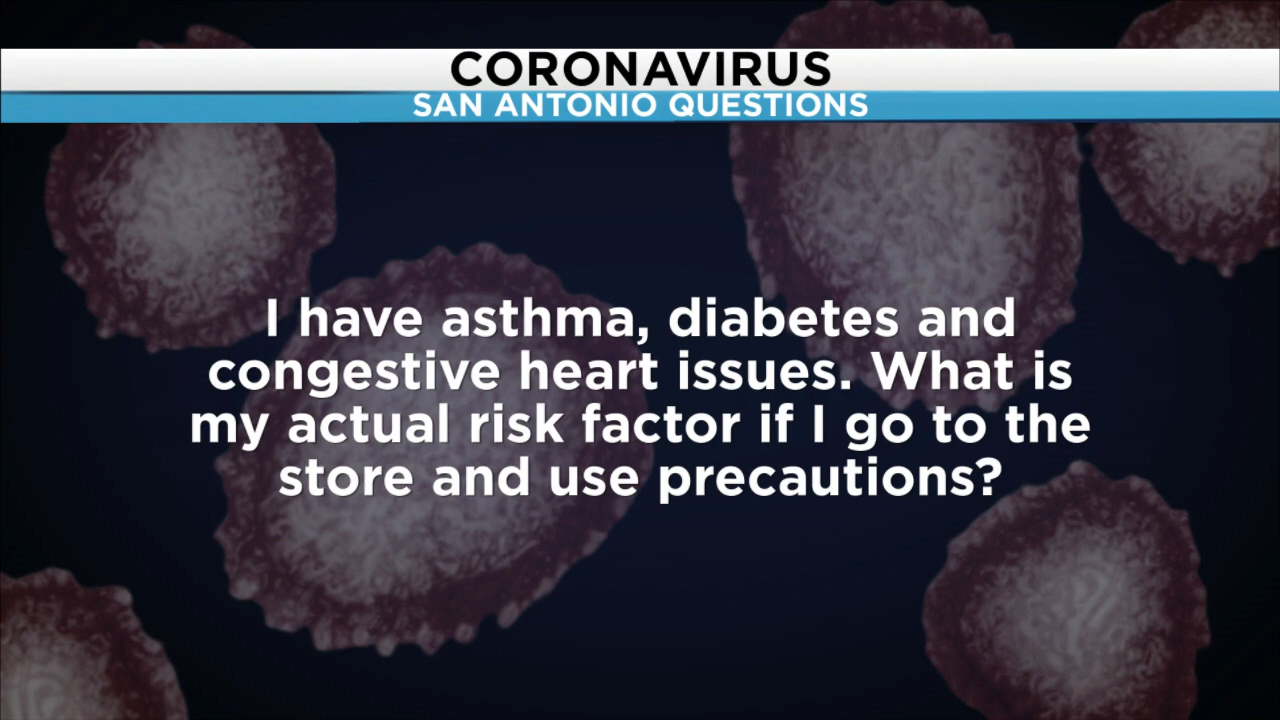 CORONAVIRUS
SAN ANTONIO QUESTIONS
I have asthma, diabetes and
congestive heart issues. What is
my actual risk factor if I go to the
store and use precautions?